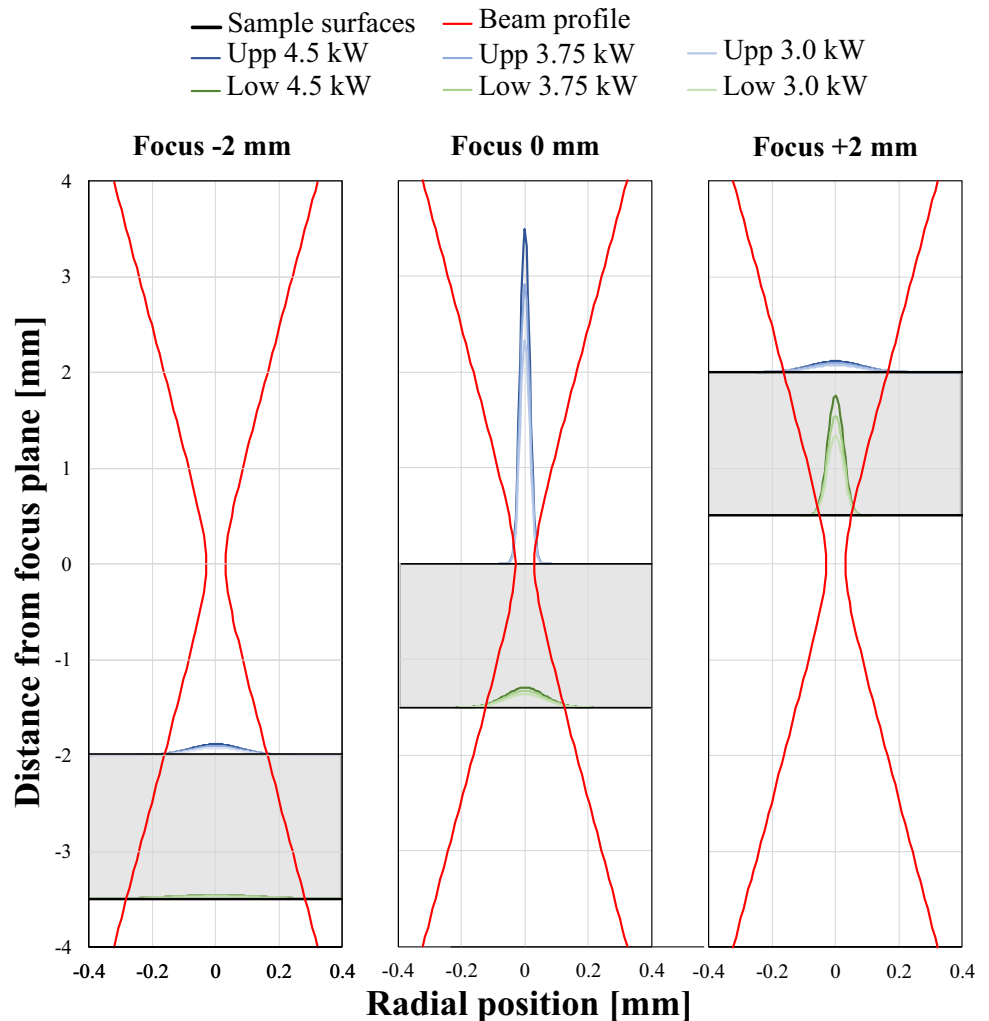 Sample surfaces Beam profile
Upp 4.5 kW Upp 3.75 kW Upp 3.0 kW
Low 4.5 kW Low 3.75 kW Low 3.0 kW
Focus -2 mm Focus 0 mm Focus +2 mm
Distance from focus plane [mm]
4
3
2
1
0
-1
-2
-3
-4
-0.4 -0.2 0 0.2 0.4 -0.4 -0.2 0 0.2 0.4 -0.4 -0.2 0 0.2 0.4
Radial position [mm]